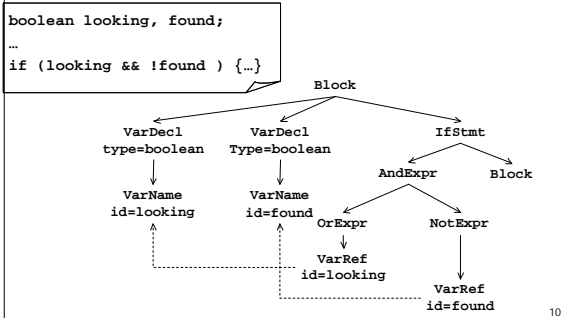 boolean looking, found;
…
if (looking && !found ) {…}
Block
VarDecl VarDecl IfStmt
type=boolean Type=boolean
AndExpr Block
VarName VarName
id=looking id=found
OrExpr NotExpr
VarRef
id=looking
VarRef
id=found
10